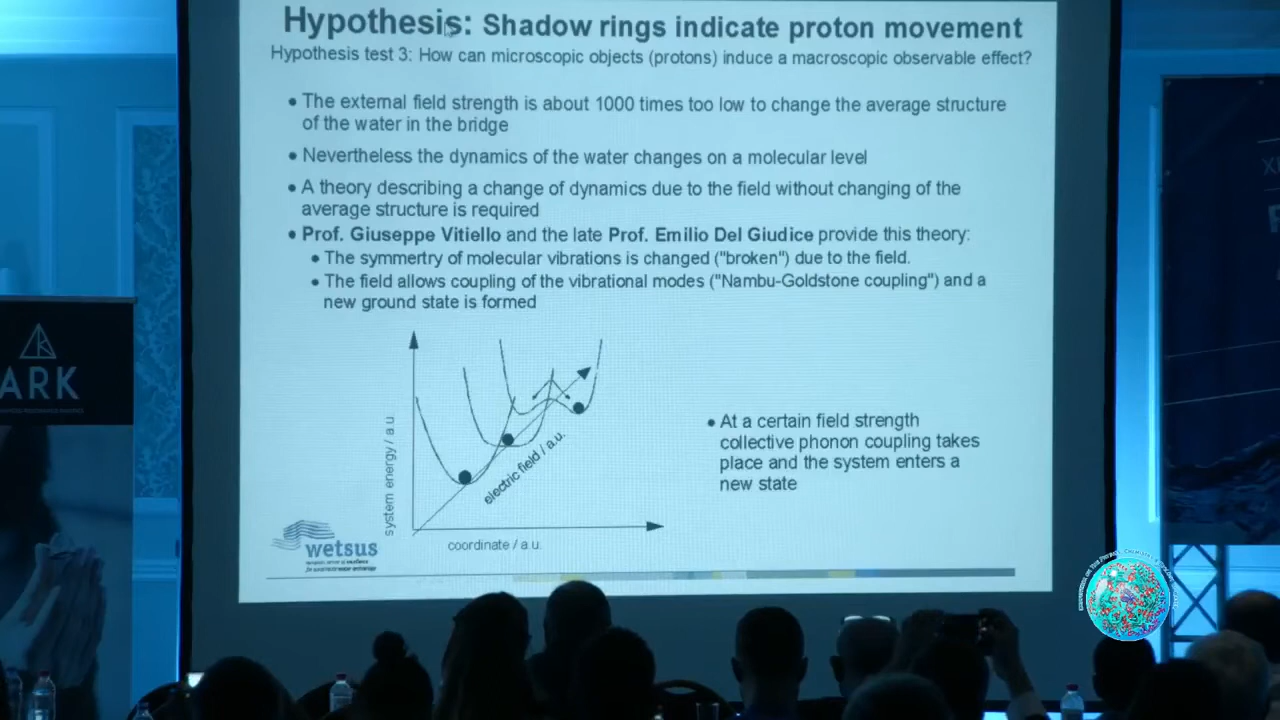 Hypothesis: Shadow rings indicate proton movement
Hypothesis test 3: How can microscopic objects (protons) induce a macroscopic observable effect?
• The external field strength is about 1000 times too low to change the average structure
of the water in the bridge
• Nevertheless the dynamics of the water changes on a molecular level
• A theory describing a change of dynamics due to the field without changing of the
average structure is required
• Prof. Giuseppe Vitiello and the late Prof. Emilio Del Giudice provide this theory:
• The symmertry of molecular vibrations is changed ("broken") due to the field.
• The field allows coupling of the vibrational modes ("Nambu-Goldstone coupling") and a
new ground state is formed
system energy / a.u.
electric field / a.u.
coordinate / a.u.
• At a certain field strength
collective phonon coupling takes
place and the system enters a
new state
wetsus
ARK